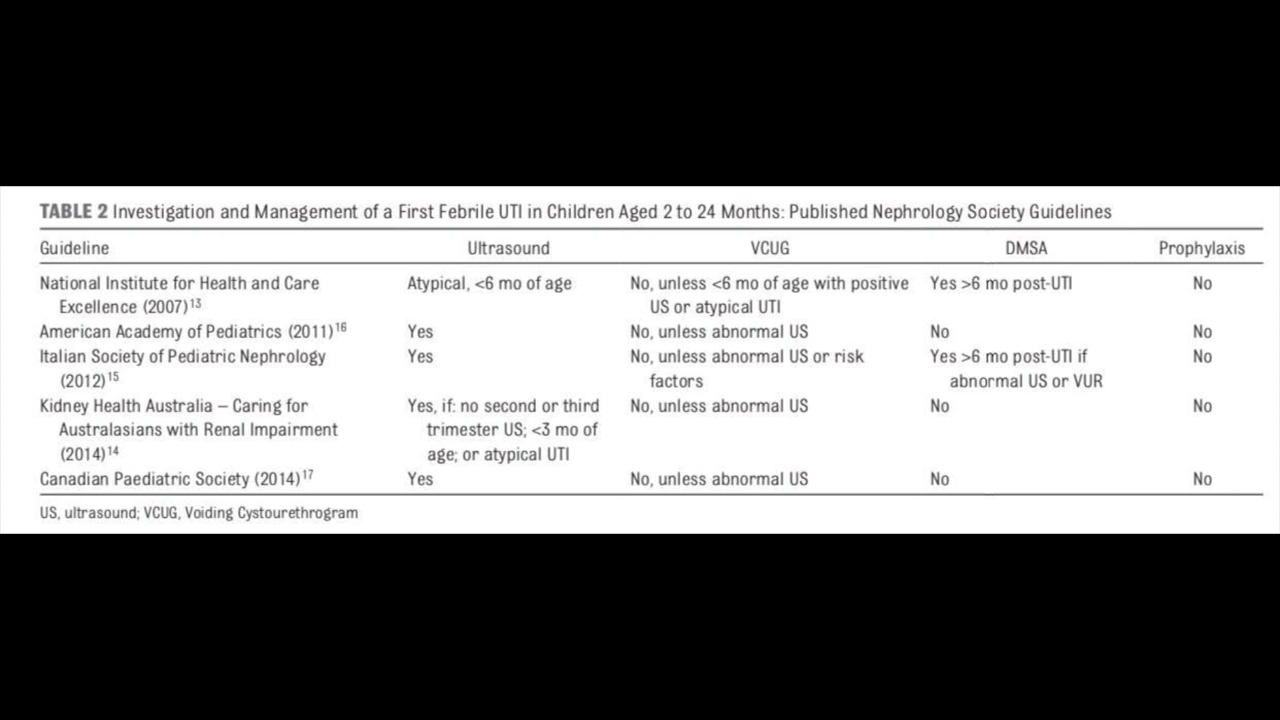 TABLE 2 Investigation and Management of a First Febrile UTI in Children Aged 2 to 24 Months: Published Nephrology Society Guidelines
Guideline Ultrasound VCUG DMSA Prophylaxis
National Institute for Health and Care Atypical, <6 mo of age No, unless <6 mo of age with positive Yes >6 mo post-UTI No
Excellence (2007)13 US or atypical UTI
American Academy of Pediatrics (2011)16 Yes No, unless abnormal US No No
Italian Society of Pediatric Nephrology Yes No, unless abnormal US or risk Yes >6 mo post-UTI if No
(2012)15 factors abnormal US or VUR
Kidney Health Australia – Caring for Yes, if: no second or third No, unless abnormal US No No
Australasians with Renal Impairment trimester US; <3 mo of
(2014)14 age; or atypical UTI
Canadian Paediatric Society (2014)17 Yes No, unless abnormal US No No
US, ultrasound; VCUG, Voiding Cystourethrogram